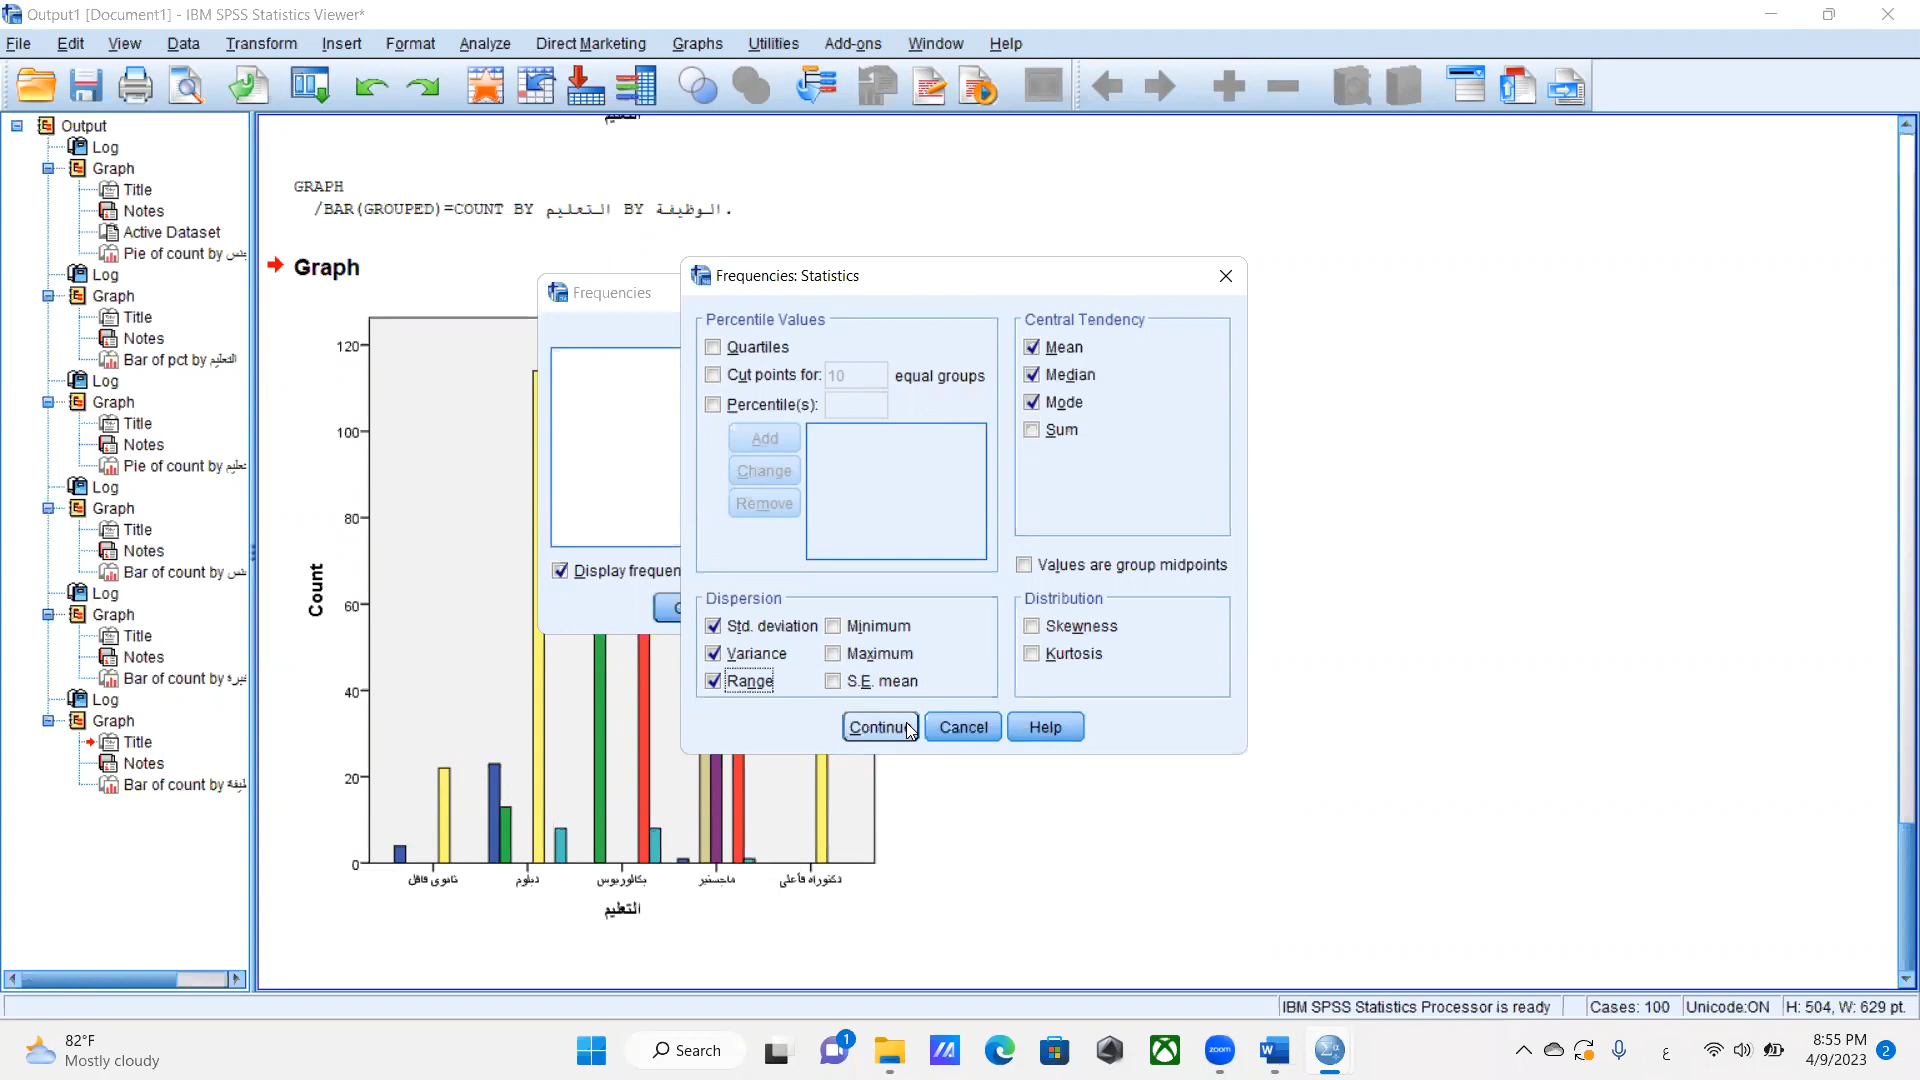 Output1 [Document1] - IBM SPSS Statistics Viewer*
File Edit View Data Transform Insert Format Analyze Direct Marketing Graphs Utilities Add-ons Window Help
Output
Log
Graph
Title
Notes
Active Dataset
Pie of count by
Log
Graph
Title
Notes
Bar of pct by التعليم
Log
Graph
Title
Notes
Pie of count by
Log
Graph
Title
Notes
Bar of count by
Log
Graph
Title
Notes
Bar of count by
Log
Graph
Title
Notes
Bar of count by
التعليم
GRAPH
/BAR(GROUPED)=COUNT BY التعليم BY الوظيفة.
Graph
Count
120
100
80
60
40
20
0
ثانوي فاقل
دبلوم
بكالوريوس
ماجستير
دكتوراه فأعلى
التعليم
Frequencies
Display frequen
Frequencies: Statistics
Percentile Values
Quartiles
Cut points for: 10 equal groups
Percentile(s):
Add
Change
Remove
Central Tendency
Mean
Median
Mode
Sum
Values are group midpoints
Dispersion
Std. deviation Minimum
Variance Maximum
Range S.E. mean
Distribution
Skewness
Kurtosis
Continu Cancel Help
IBM SPSS Statistics Processor is ready Cases: 100 Unicode:ON H: 504, W: 629 pt.
82°F
Mostly cloudy
Search
1
zoom
W
ع
8:55 PM
4/9/2023
2